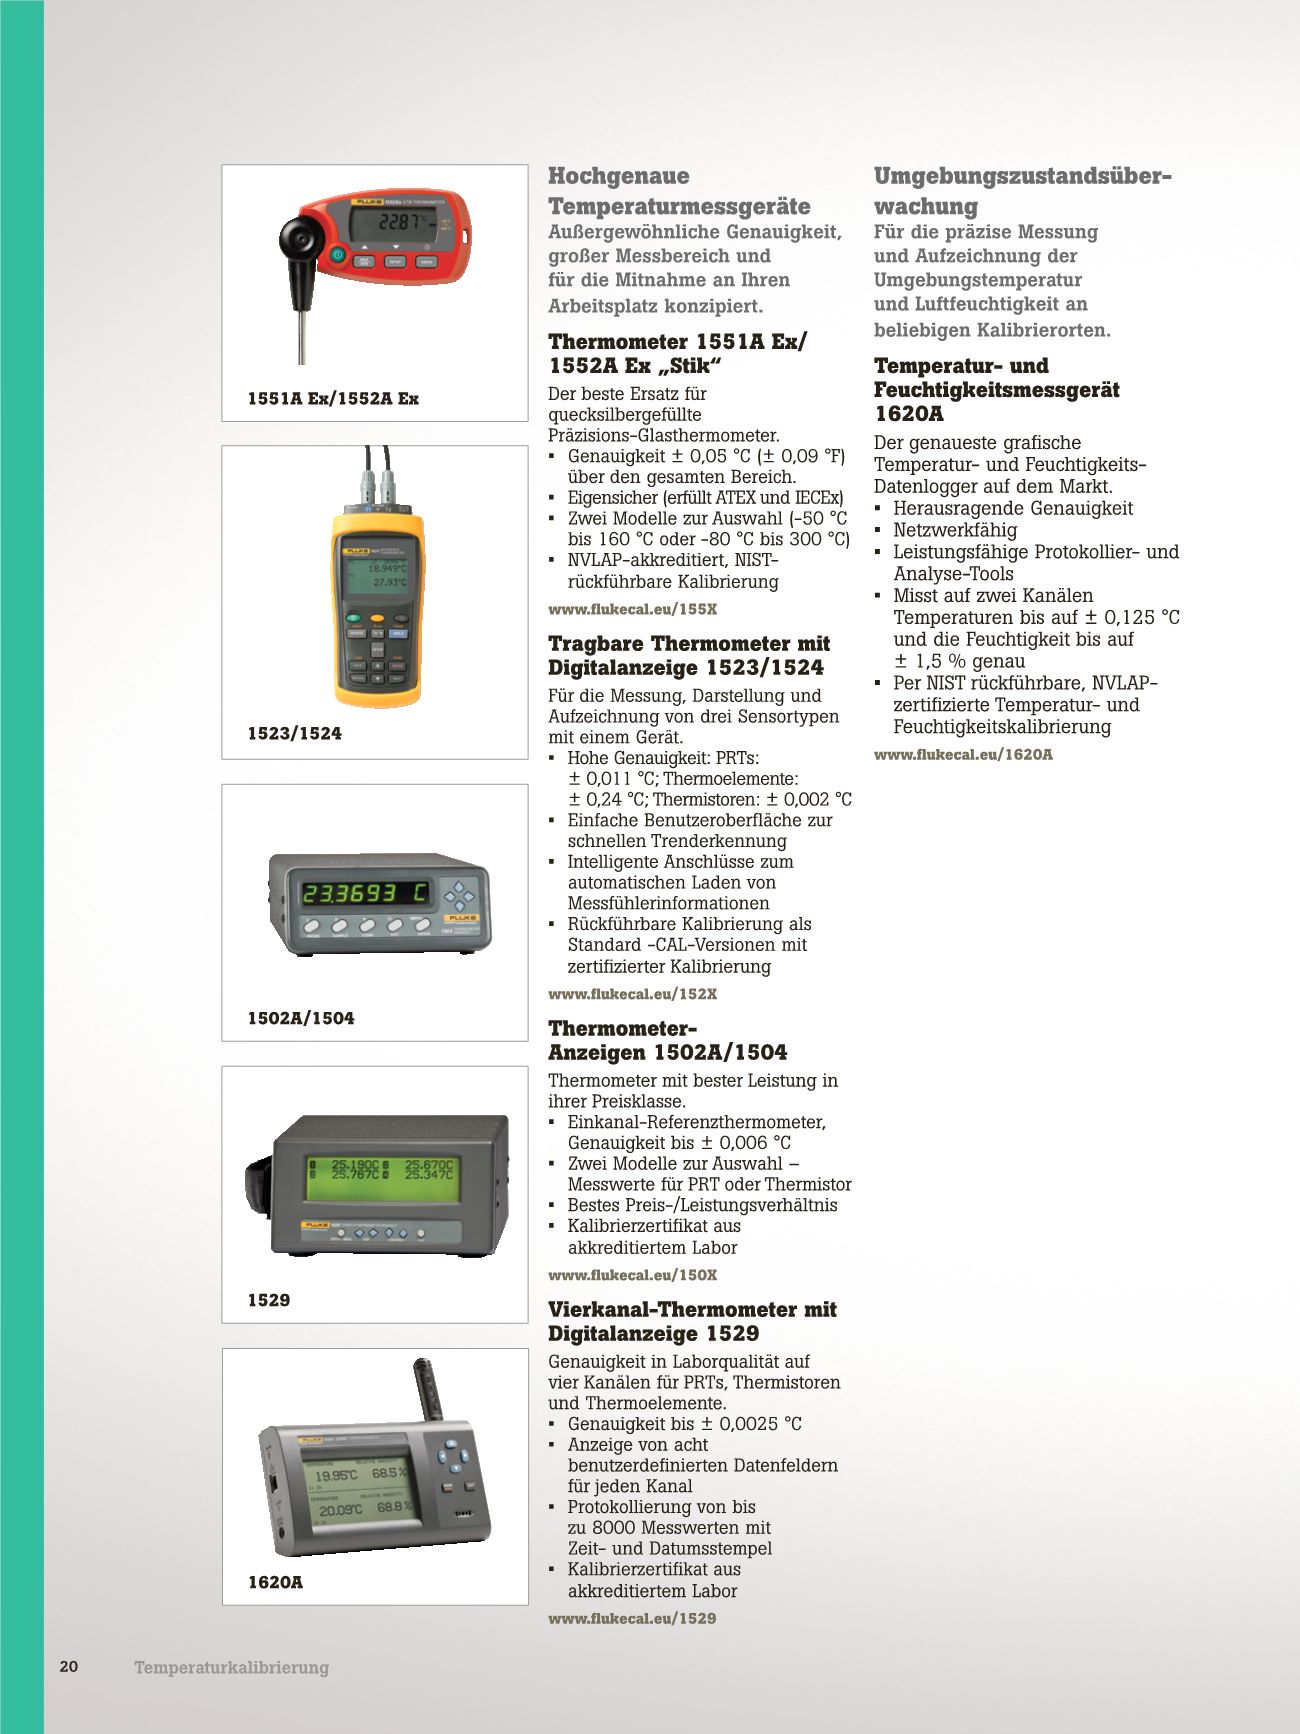 FLUKE
22.87 °C
1551A Ex/1552A Ex
FLUKE
18.949°C
27.93°C
HOLD
1523/1524
23.3693 C
FLUKE
1502A/1504
25.190C 25.670C
25.767C 25.347C
FLUKE
1529
FLUKE
TEMPERATURE RELATIVE HUMIDITY
19.95°C 68.5 %
TEMPERATURE RELATIVE HUMIDITY
20.09°C 68.8 %
1620A
Hochgenaue
Temperaturmessgeräte
Außergewöhnliche Genauigkeit,
großer Messbereich und
für die Mitnahme an Ihren
Arbeitsplatz konzipiert.
Thermometer 1551A Ex/
1552A Ex „Stik“
Der beste Ersatz für
quecksilbergefüllte
Präzisions-Glasthermometer.
▪ Genauigkeit ± 0,05 °C (± 0,09 °F)
über den gesamten Bereich.
▪ Eigensicher (erfüllt ATEX und IECEx)
▪ Zwei Modelle zur Auswahl (-50 °C
bis 160 °C oder -80 °C bis 300 °C)
▪ NVLAP-akkreditiert, NIST-
rückführbare Kalibrierung
www.flukecal.eu/155X
Tragbare Thermometer mit
Digitalanzeige 1523/1524
Für die Messung, Darstellung und
Aufzeichnung von drei Sensortypen
mit einem Gerät.
▪ Hohe Genauigkeit: PRTs:
± 0,011 °C; Thermoelemente:
± 0,24 °C; Thermistoren: ± 0,002 °C
▪ Einfache Benutzeroberfläche zur
schnellen Trenderkennung
▪ Intelligente Anschlüsse zum
automatischen Laden von
Messfühlerinformationen
▪ Rückführbare Kalibrierung als
Standard -CAL-Versionen mit
zertifizierter Kalibrierung
www.flukecal.eu/152X
Thermometer-
Anzeigen 1502A/1504
Thermometer mit bester Leistung in
ihrer Preisklasse.
▪ Einkanal-Referenzthermometer,
Genauigkeit bis ± 0,006 °C
▪ Zwei Modelle zur Auswahl –
Messwerte für PRT oder Thermistor
▪ Bestes Preis-/Leistungsverhältnis
▪ Kalibrierzertifikat aus
akkreditiertem Labor
www.flukecal.eu/150X
Vierkanal-Thermometer mit
Digitalanzeige 1529
Genauigkeit in Laborqualität auf
vier Kanälen für PRTs, Thermistoren
und Thermoelemente.
▪ Genauigkeit bis ± 0,0025 °C
▪ Anzeige von acht
benutzerdefinierten Datenfeldern
für jeden Kanal
▪ Protokollierung von bis
zu 8000 Messwerten mit
Zeit- und Datumsstempel
▪ Kalibrierzertifikat aus
akkreditiertem Labor
www.flukecal.eu/1529
Umgebungszustandsüber-
wachung
Für die präzise Messung
und Aufzeichnung der
Umgebungstemperatur
und Luftfeuchtigkeit an
beliebigen Kalibrierorten.
Temperatur- und
Feuchtigkeitsmessgerät
1620A
Der genaueste grafische
Temperatur- und Feuchtigkeits-
Datenlogger auf dem Markt.
▪ Herausragende Genauigkeit
▪ Netzwerkfähig
▪ Leistungsfähige Protokollier- und
Analyse-Tools
▪ Misst auf zwei Kanälen
Temperaturen bis auf ± 0,125 °C
und die Feuchtigkeit bis auf
± 1,5 % genau
▪ Per NIST rückführbare, NVLAP-
zertifizierte Temperatur- und
Feuchtigkeitskalibrierung
www.flukecal.eu/1620A
20 Temperaturkalibrierung